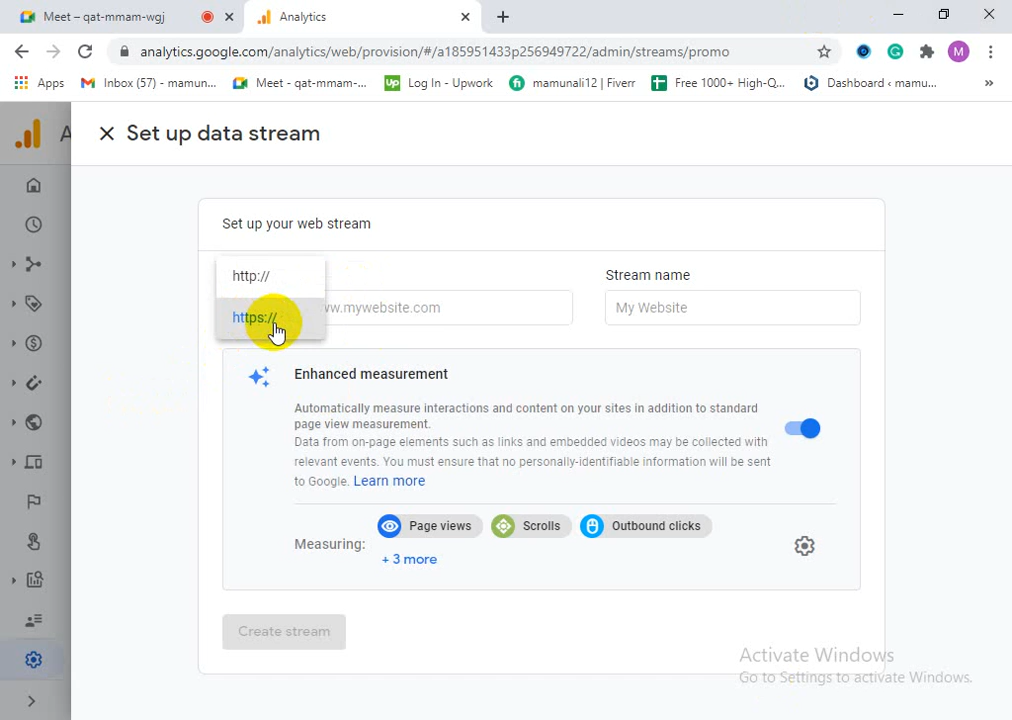 Meet – qat-mmam-wgj
Analytics
analytics.google.com/analytics/web/provision/#/a185951433p256949722/admin/streams/promo
M
Apps
Inbox (57) - mamun...
Meet - qat-mmam-...
Up
Log In - Upwork
mamunali12 | Fiverr
Free 1000+ High-Q...
Dashboard ‹ mamu...
»
A
Set up data stream
Set up your web stream
http://
https://
ww.mywebsite.com
Stream name
My Website
Enhanced measurement
Automatically measure interactions and content on your sites in addition to standard
page view measurement.
Data from on-page elements such as links and embedded videos may be collected with
relevant events. You must ensure that no personally-identifiable information will be sent
to Google. Learn more
Measuring:
Page views
Scrolls
Outbound clicks
+ 3 more
Create stream
Activate Windows
Go to Settings to activate Windows.